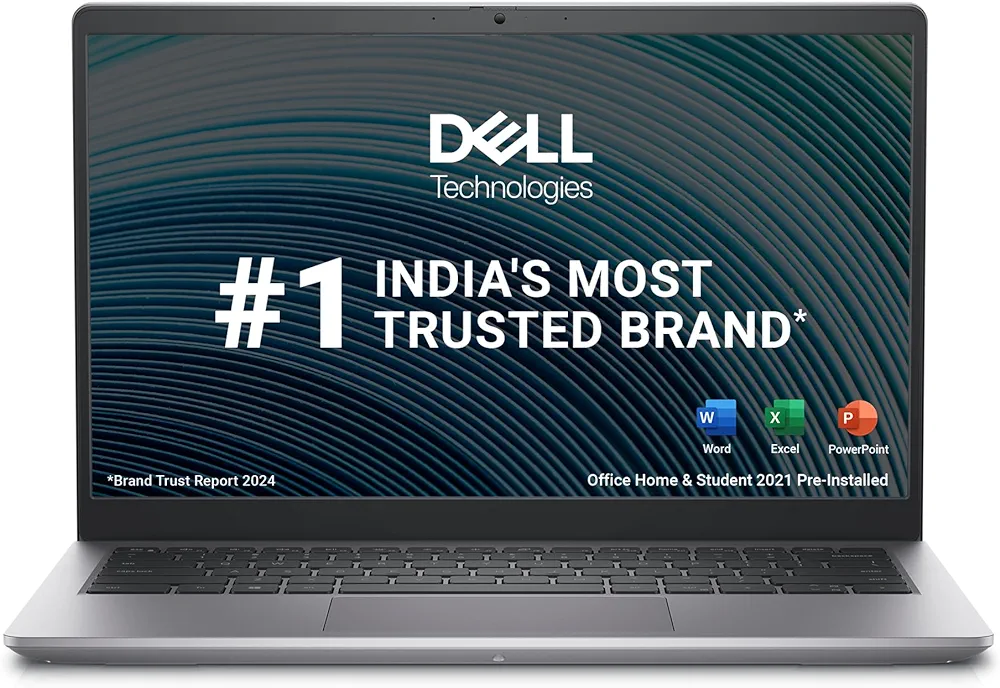 DELL
Technologies
#1 INDIA'S MOST
TRUSTED BRAND*
Word Excel PowerPoint
*Brand Trust Report 2024
Office Home & Student 2021 Pre-Installed